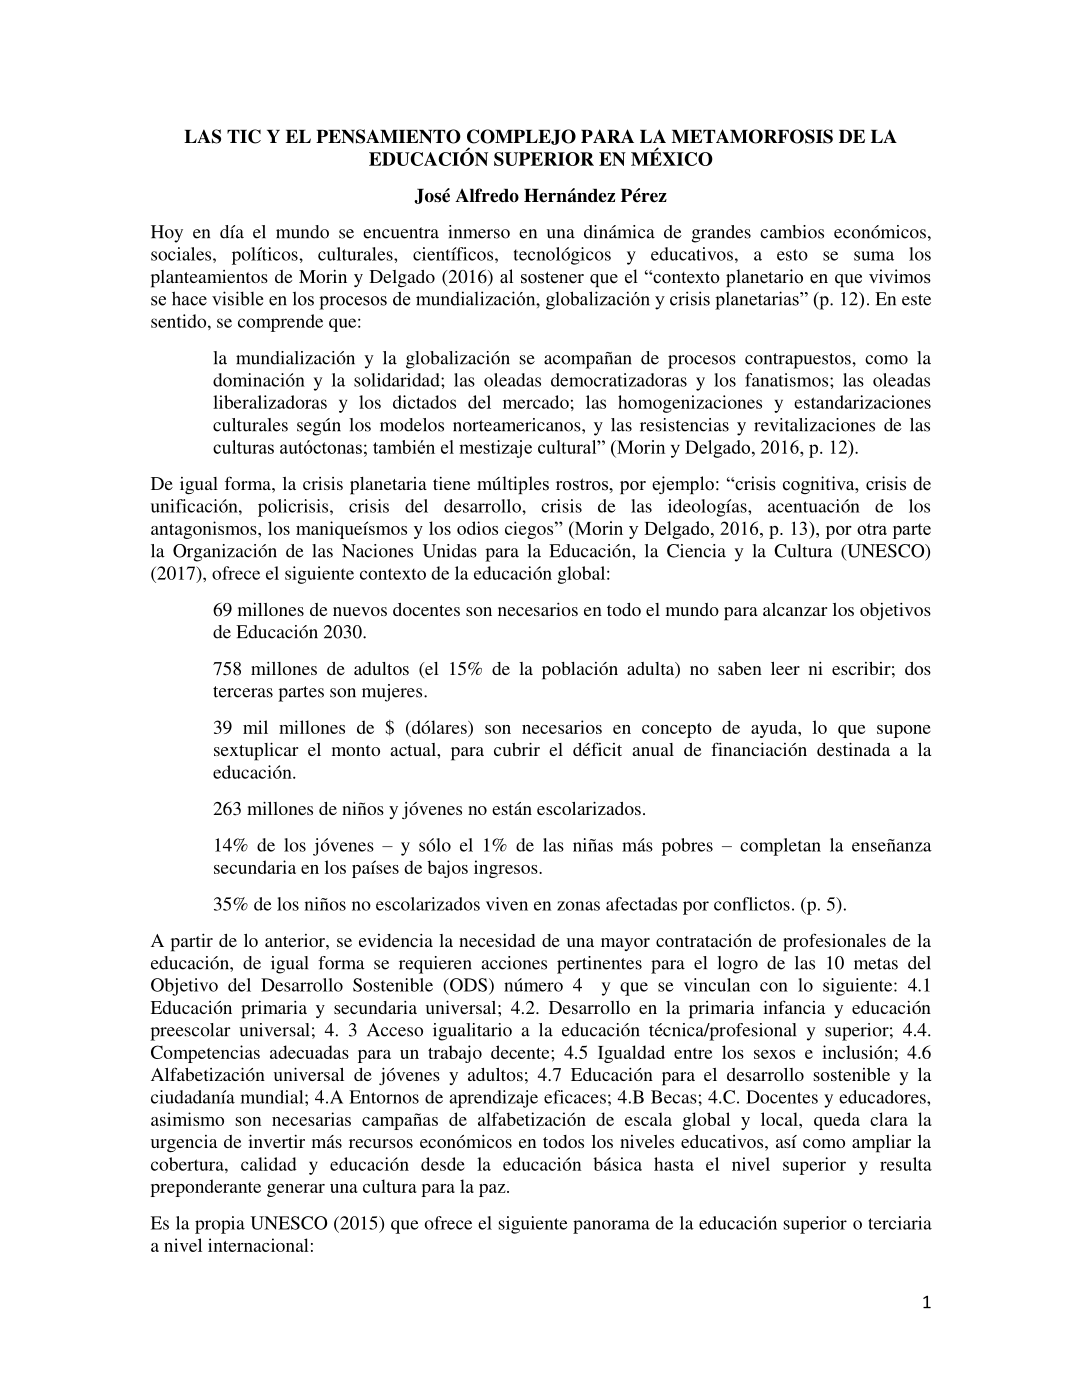 LAS TIC Y EL PENSAMIENTO COMPLEJO PARA LA METAMORFOSIS DE LA
EDUCACIÓN SUPERIOR EN MÉXICO
José Alfredo Hernández Pérez
Hoy en día el mundo se encuentra inmerso en una dinámica de grandes cambios económicos,
sociales, políticos, culturales, científicos, tecnológicos y educativos, a esto se suma los
planteamientos de Morin y Delgado (2016) al sostener que el “contexto planetario en que vivimos
se hace visible en los procesos de mundialización, globalización y crisis planetarias” (p. 12). En este
sentido, se comprende que:
la mundialización y la globalización se acompañan de procesos contrapuestos, como la
dominación y la solidaridad; las oleadas democratizadoras y los fanatismos; las oleadas
liberalizadoras y los dictados del mercado; las homogenizaciones y estandarizaciones
culturales según los modelos norteamericanos, y las resistencias y revitalizaciones de las
culturas autóctonas; también el mestizaje cultural” (Morin y Delgado, 2016, p. 12).
De igual forma, la crisis planetaria tiene múltiples rostros, por ejemplo: “crisis cognitiva, crisis de
unificación, policrisis, crisis del desarrollo, crisis de las ideologías, acentuación de los
antagonismos, los maniqueísmos y los odios ciegos” (Morin y Delgado, 2016, p. 13), por otra parte
la Organización de las Naciones Unidas para la Educación, la Ciencia y la Cultura (UNESCO)
(2017), ofrece el siguiente contexto de la educación global:
69 millones de nuevos docentes son necesarios en todo el mundo para alcanzar los objetivos
de Educación 2030.
758 millones de adultos (el 15% de la población adulta) no saben leer ni escribir; dos
terceras partes son mujeres.
39 mil millones de $ (dólares) son necesarios en concepto de ayuda, lo que supone
sextuplicar el monto actual, para cubrir el déficit anual de financiación destinada a la
educación.
263 millones de niños y jóvenes no están escolarizados.
14% de los jóvenes – y sólo el 1% de las niñas más pobres – completan la enseñanza
secundaria en los países de bajos ingresos.
35% de los niños no escolarizados viven en zonas afectadas por conflictos. (p. 5).
A partir de lo anterior, se evidencia la necesidad de una mayor contratación de profesionales de la
educación, de igual forma se requieren acciones pertinentes para el logro de las 10 metas del
Objetivo del Desarrollo Sostenible (ODS) número 4  y que se vinculan con lo siguiente: 4.1
Educación primaria y secundaria universal; 4.2. Desarrollo en la primaria infancia y educación
preescolar universal; 4. 3 Acceso igualitario a la educación técnica/profesional y superior; 4.4.
Competencias adecuadas para un trabajo decente; 4.5 Igualdad entre los sexos e inclusión; 4.6
Alfabetización universal de jóvenes y adultos; 4.7 Educación para el desarrollo sostenible y la
ciudadanía mundial; 4.A Entornos de aprendizaje eficaces; 4.B Becas; 4.C. Docentes y educadores,
asimismo son necesarias campañas de alfabetización de escala global y local, queda clara la
urgencia de invertir más recursos económicos en todos los niveles educativos, así como ampliar la
cobertura, calidad y educación desde la educación básica hasta el nivel superior y resulta
preponderante generar una cultura para la paz.
Es la propia UNESCO (2015) que ofrece el siguiente panorama de la educación superior o terciaria
a nivel internacional:
1